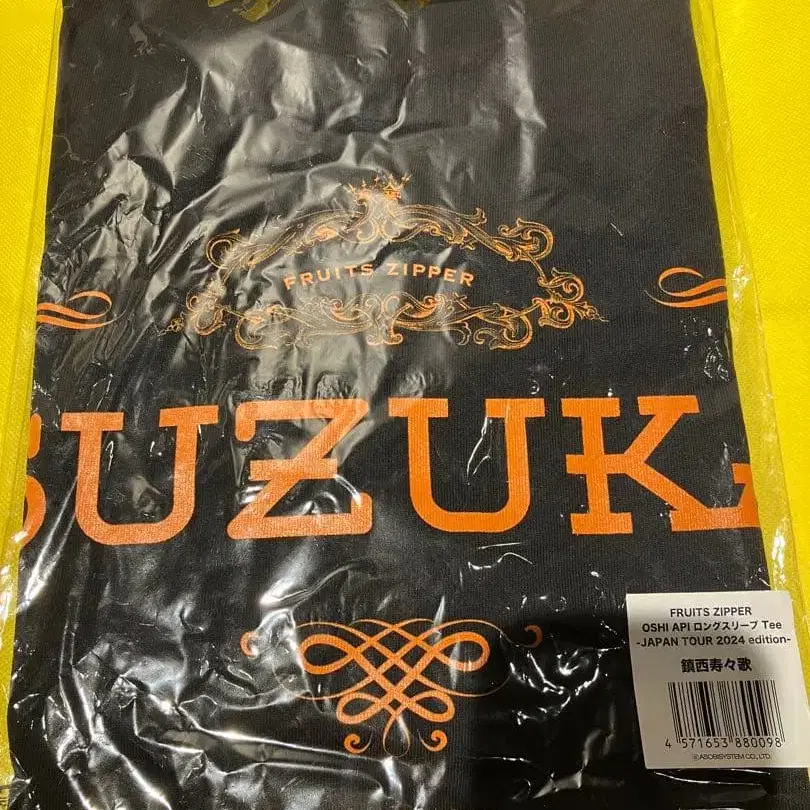 FRUITS ZIPPER
SUZUKA
FRUITS ZIPPER
OSHI API ロングスリーブ Tee
-JAPAN TOUR 2024 edition-
鎮西寿々歌
4 571653 880098
©ASOBISYSTEM CO., LTD.